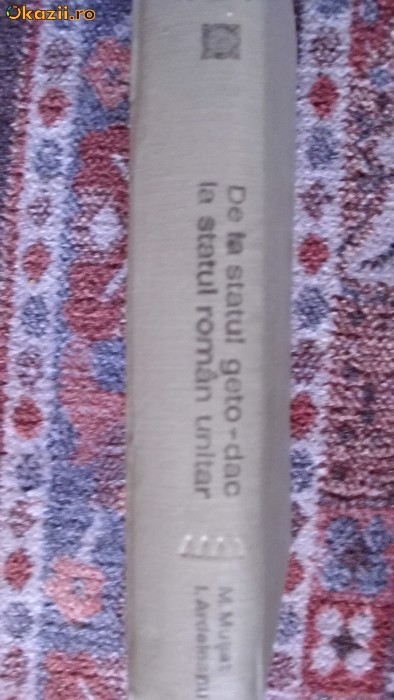 Okazii.ro
De la statul geto-dac
la statul român unitar
M. Mușat
I. Ardeleanu